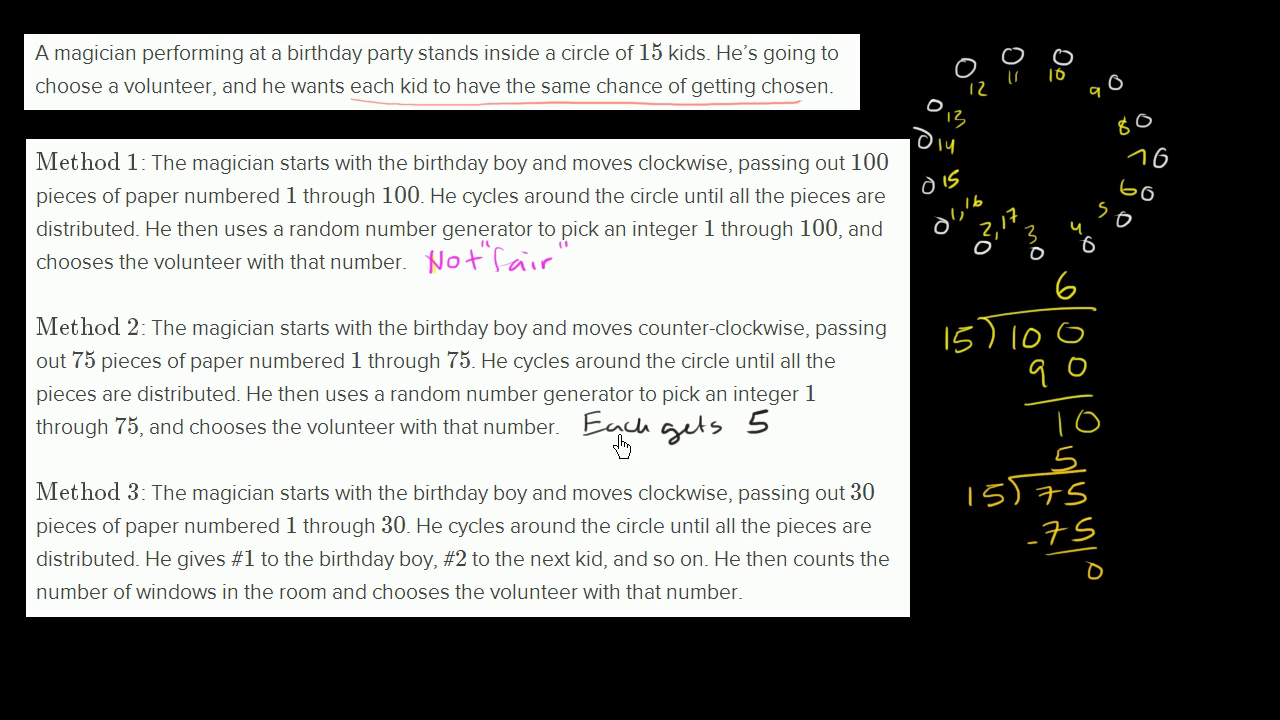 A magician performing at a birthday party stands inside a circle of 15 kids. He's going to
choose a volunteer, and he wants each kid to have the same chance of getting chosen.
Method 1: The magician starts with the birthday boy and moves clockwise, passing out 100
pieces of paper numbered 1 through 100. He cycles around the circle until all the pieces are
distributed. He then uses a random number generator to pick an integer 1 through 100, and
chooses the volunteer with that number. Not "fair"
Method 2: The magician starts with the birthday boy and moves counter-clockwise, passing
out 75 pieces of paper numbered 1 through 75. He cycles around the circle until all the
pieces are distributed. He then uses a random number generator to pick an integer 1
through 75, and chooses the volunteer with that number. Each gets 5
Method 3: The magician starts with the birthday boy and moves clockwise, passing out 30
pieces of paper numbered 1 through 30. He cycles around the circle until all the pieces are
distributed. He gives #1 to the birthday boy, #2 to the next kid, and so on. He then counts the
number of windows in the room and chooses the volunteer with that number.
12 11 10 9
13 8
14 7
15 6
1, 16 5
2, 17 3 4
6
15)100
90
10
5
15)75
-75
0